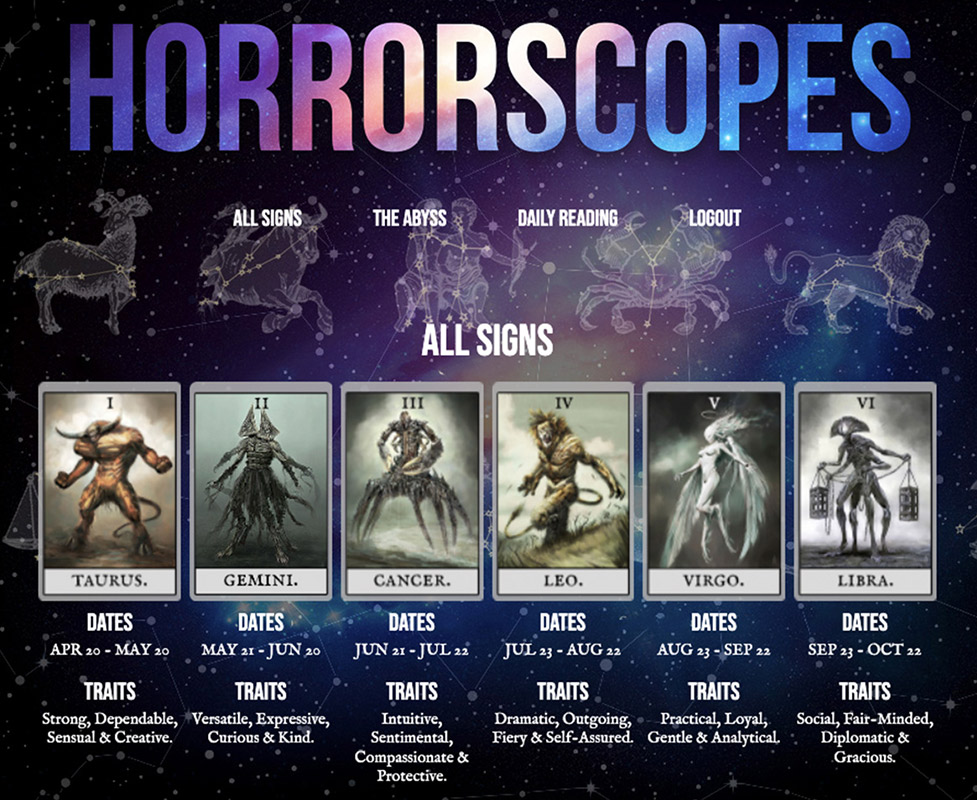 HORRORSCOPES
ALL SIGNS THE ABYSS DAILY READING LOGOUT
ALL SIGNS
I II III IV V VI
TAURUS. GEMINI. CANCER. LEO. VIRGO. LIBRA.
DATES DATES DATES DATES DATES DATES
APR 20 - MAY 20 MAY 21 - JUN 20 JUN 21 - JUL 22 JUL 23 - AUG 22 AUG 23 - SEP 22 SEP 23 - OCT 22
TRAITS TRAITS TRAITS TRAITS TRAITS TRAITS
Strong, Dependable, Versatile, Expressive, Intuitive, Dramatic, Outgoing, Practical, Loyal, Social, Fair-Minded,
Sensual & Creative. Curious & Kind. Sentimental, Fiery & Self-Assured. Gentle & Analytical. Diplomatic &
Compassionate & Gracious.
Protective.